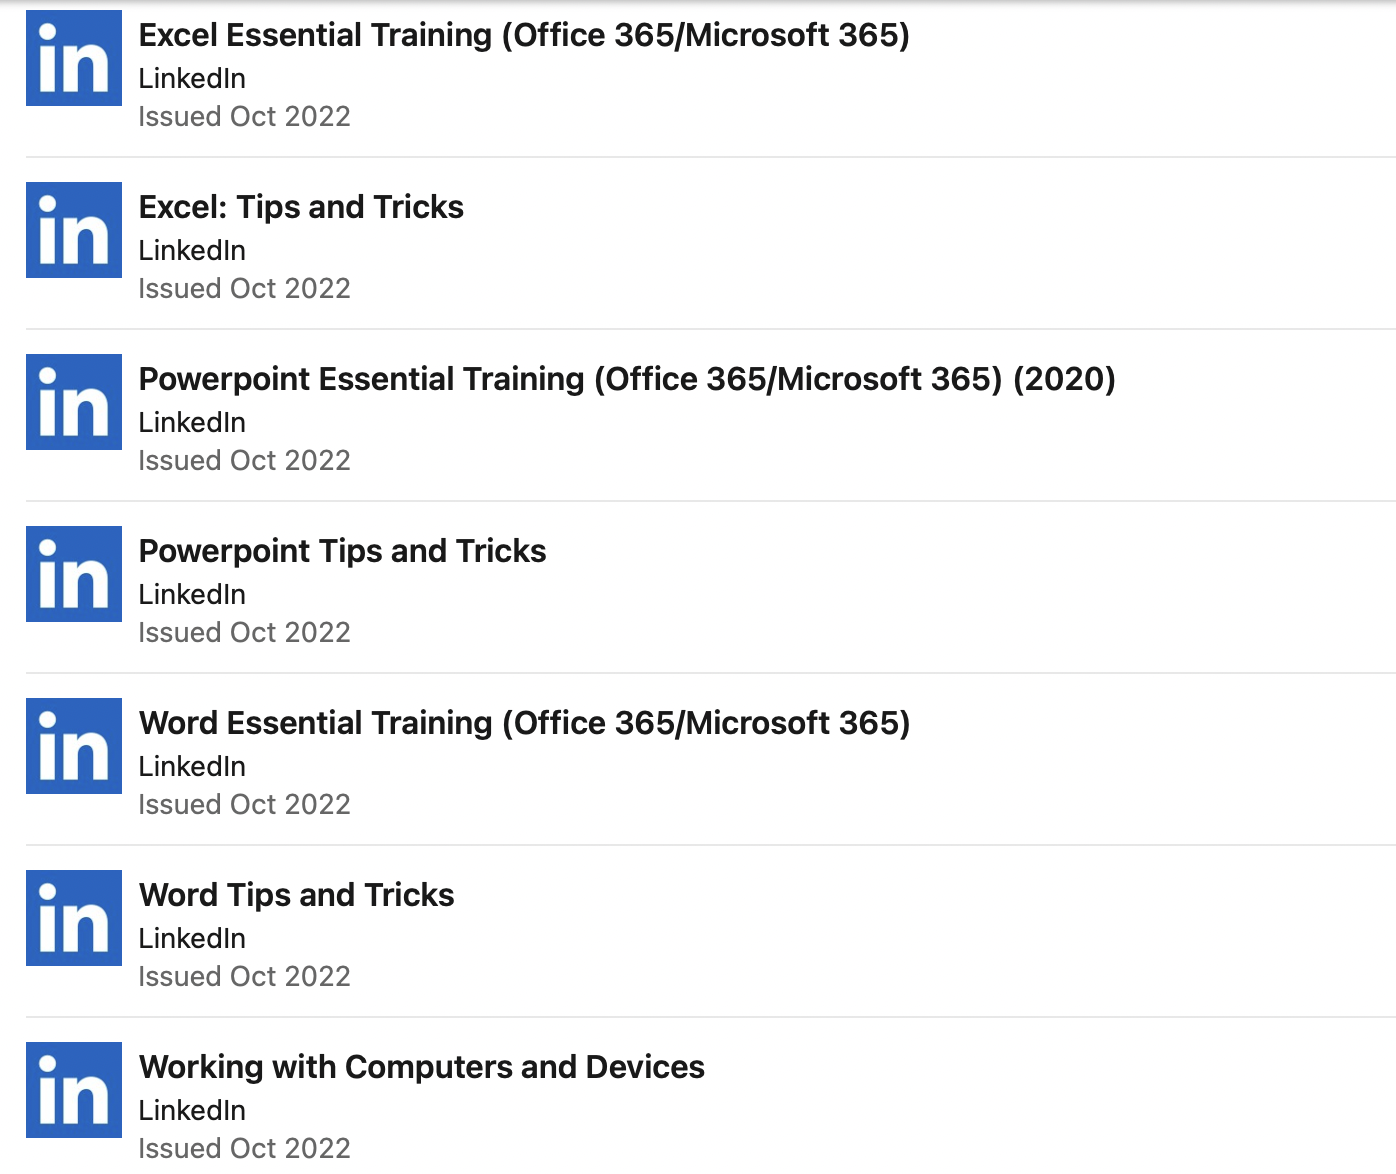 in
Excel Essential Training (Office 365/Microsoft 365)
LinkedIn
Issued Oct 2022
in
Excel: Tips and Tricks
LinkedIn
Issued Oct 2022
in
Powerpoint Essential Training (Office 365/Microsoft 365) (2020)
LinkedIn
Issued Oct 2022
in
Powerpoint Tips and Tricks
LinkedIn
Issued Oct 2022
in
Word Essential Training (Office 365/Microsoft 365)
LinkedIn
Issued Oct 2022
in
Word Tips and Tricks
LinkedIn
Issued Oct 2022
in
Working with Computers and Devices
LinkedIn
Issued Oct 2022